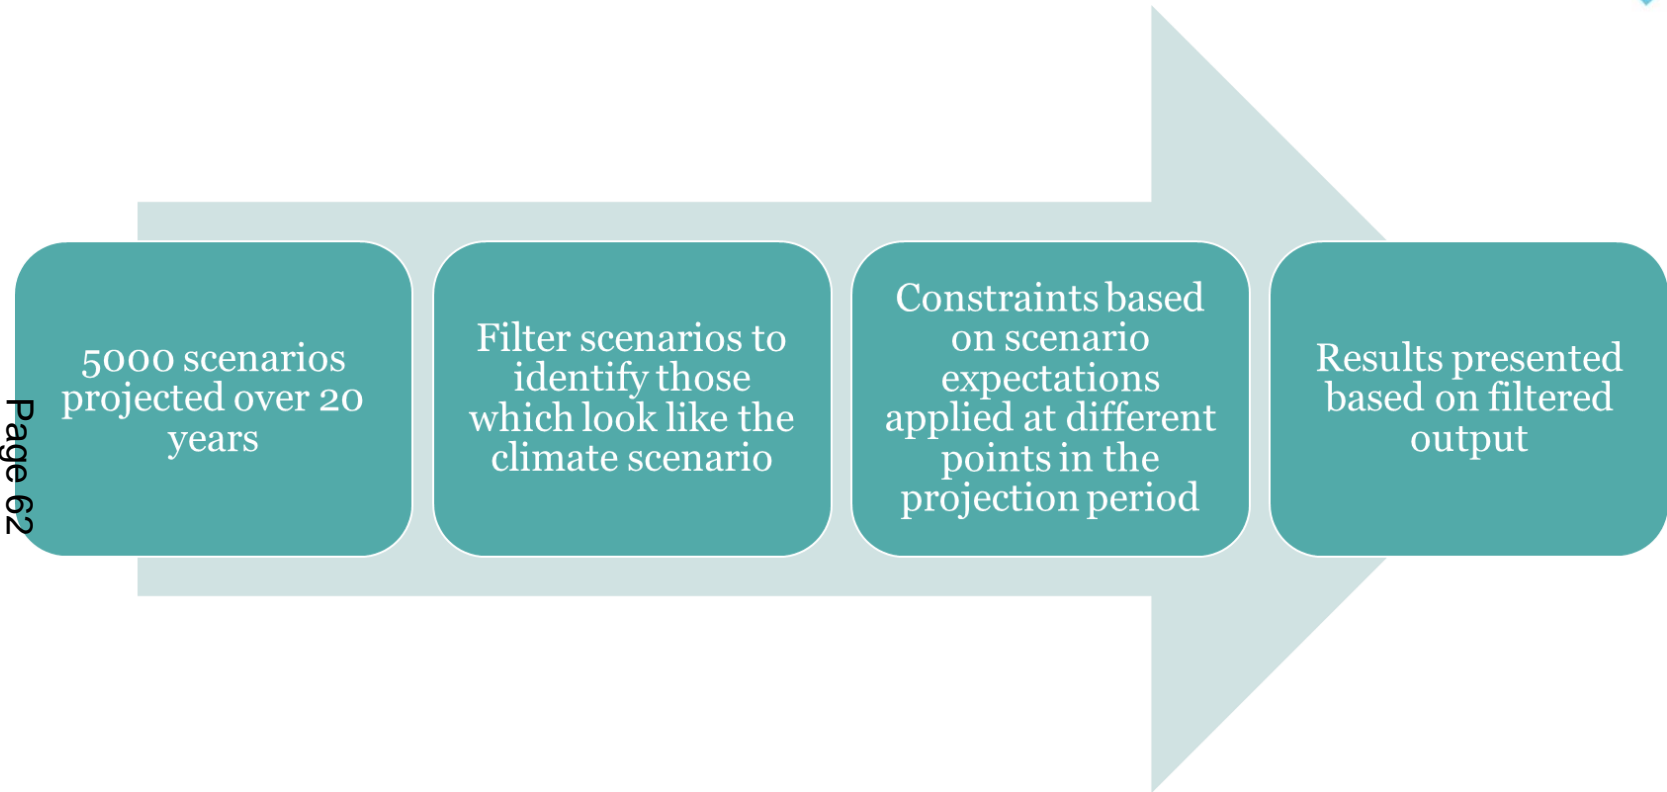 5000 scenarios
projected over 20
years
Filter scenarios to
identify those
which look like the
climate scenario
Constraints based
on scenario
expectations
applied at different
points in the
projection period
Results presented
based on filtered
output
Page 62